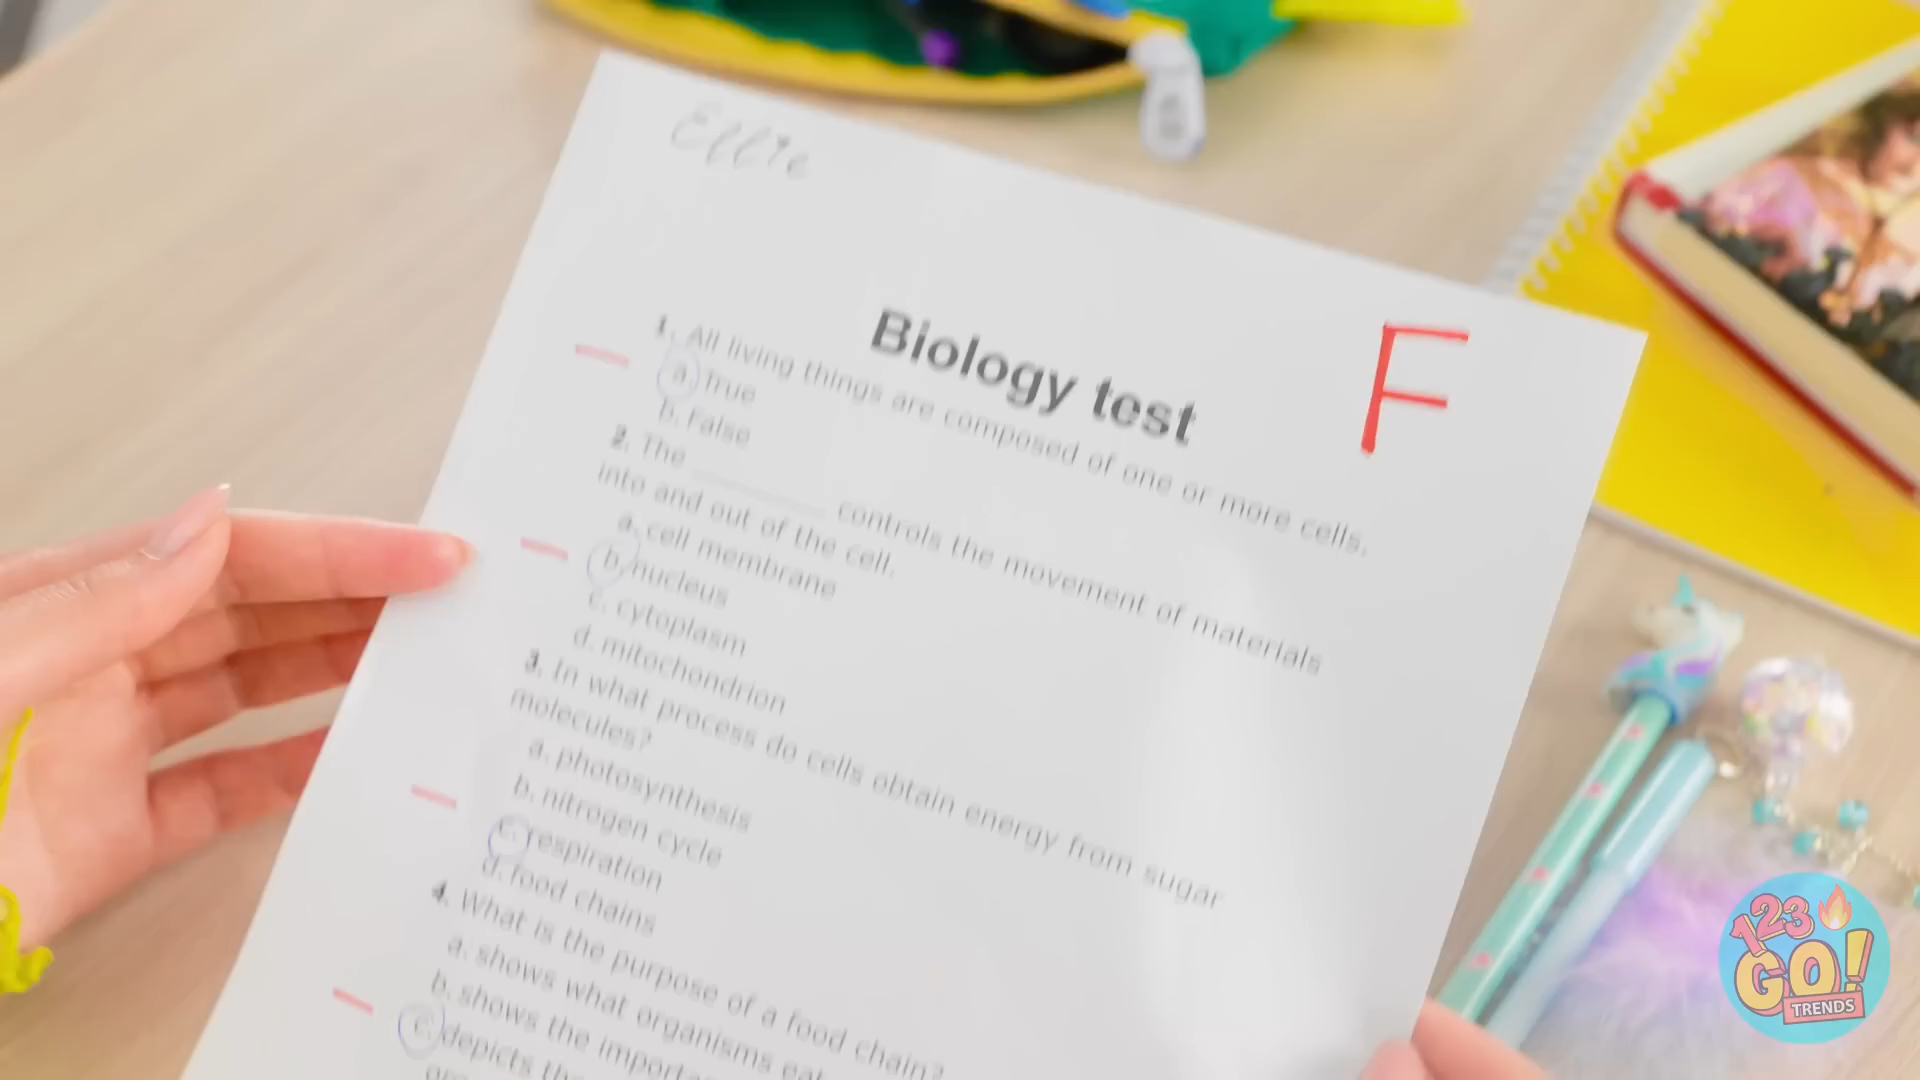 Ellie
Biology test
F
1. All living things are composed of one or more cells.
a. True
b. False
2. The ________ controls the movement of materials
into and out of the cell.
a. cell membrane
b. nucleus
c. cytoplasm
d. mitochondrion
3. In what process do cells obtain energy from sugar
molecules?
a. photosynthesis
b. nitrogen cycle
c. respiration
d. food chains
4. What is the purpose of a food chain?
a. shows what organisms eat
b. shows the
c. depicts
123
GO!
TRENDS